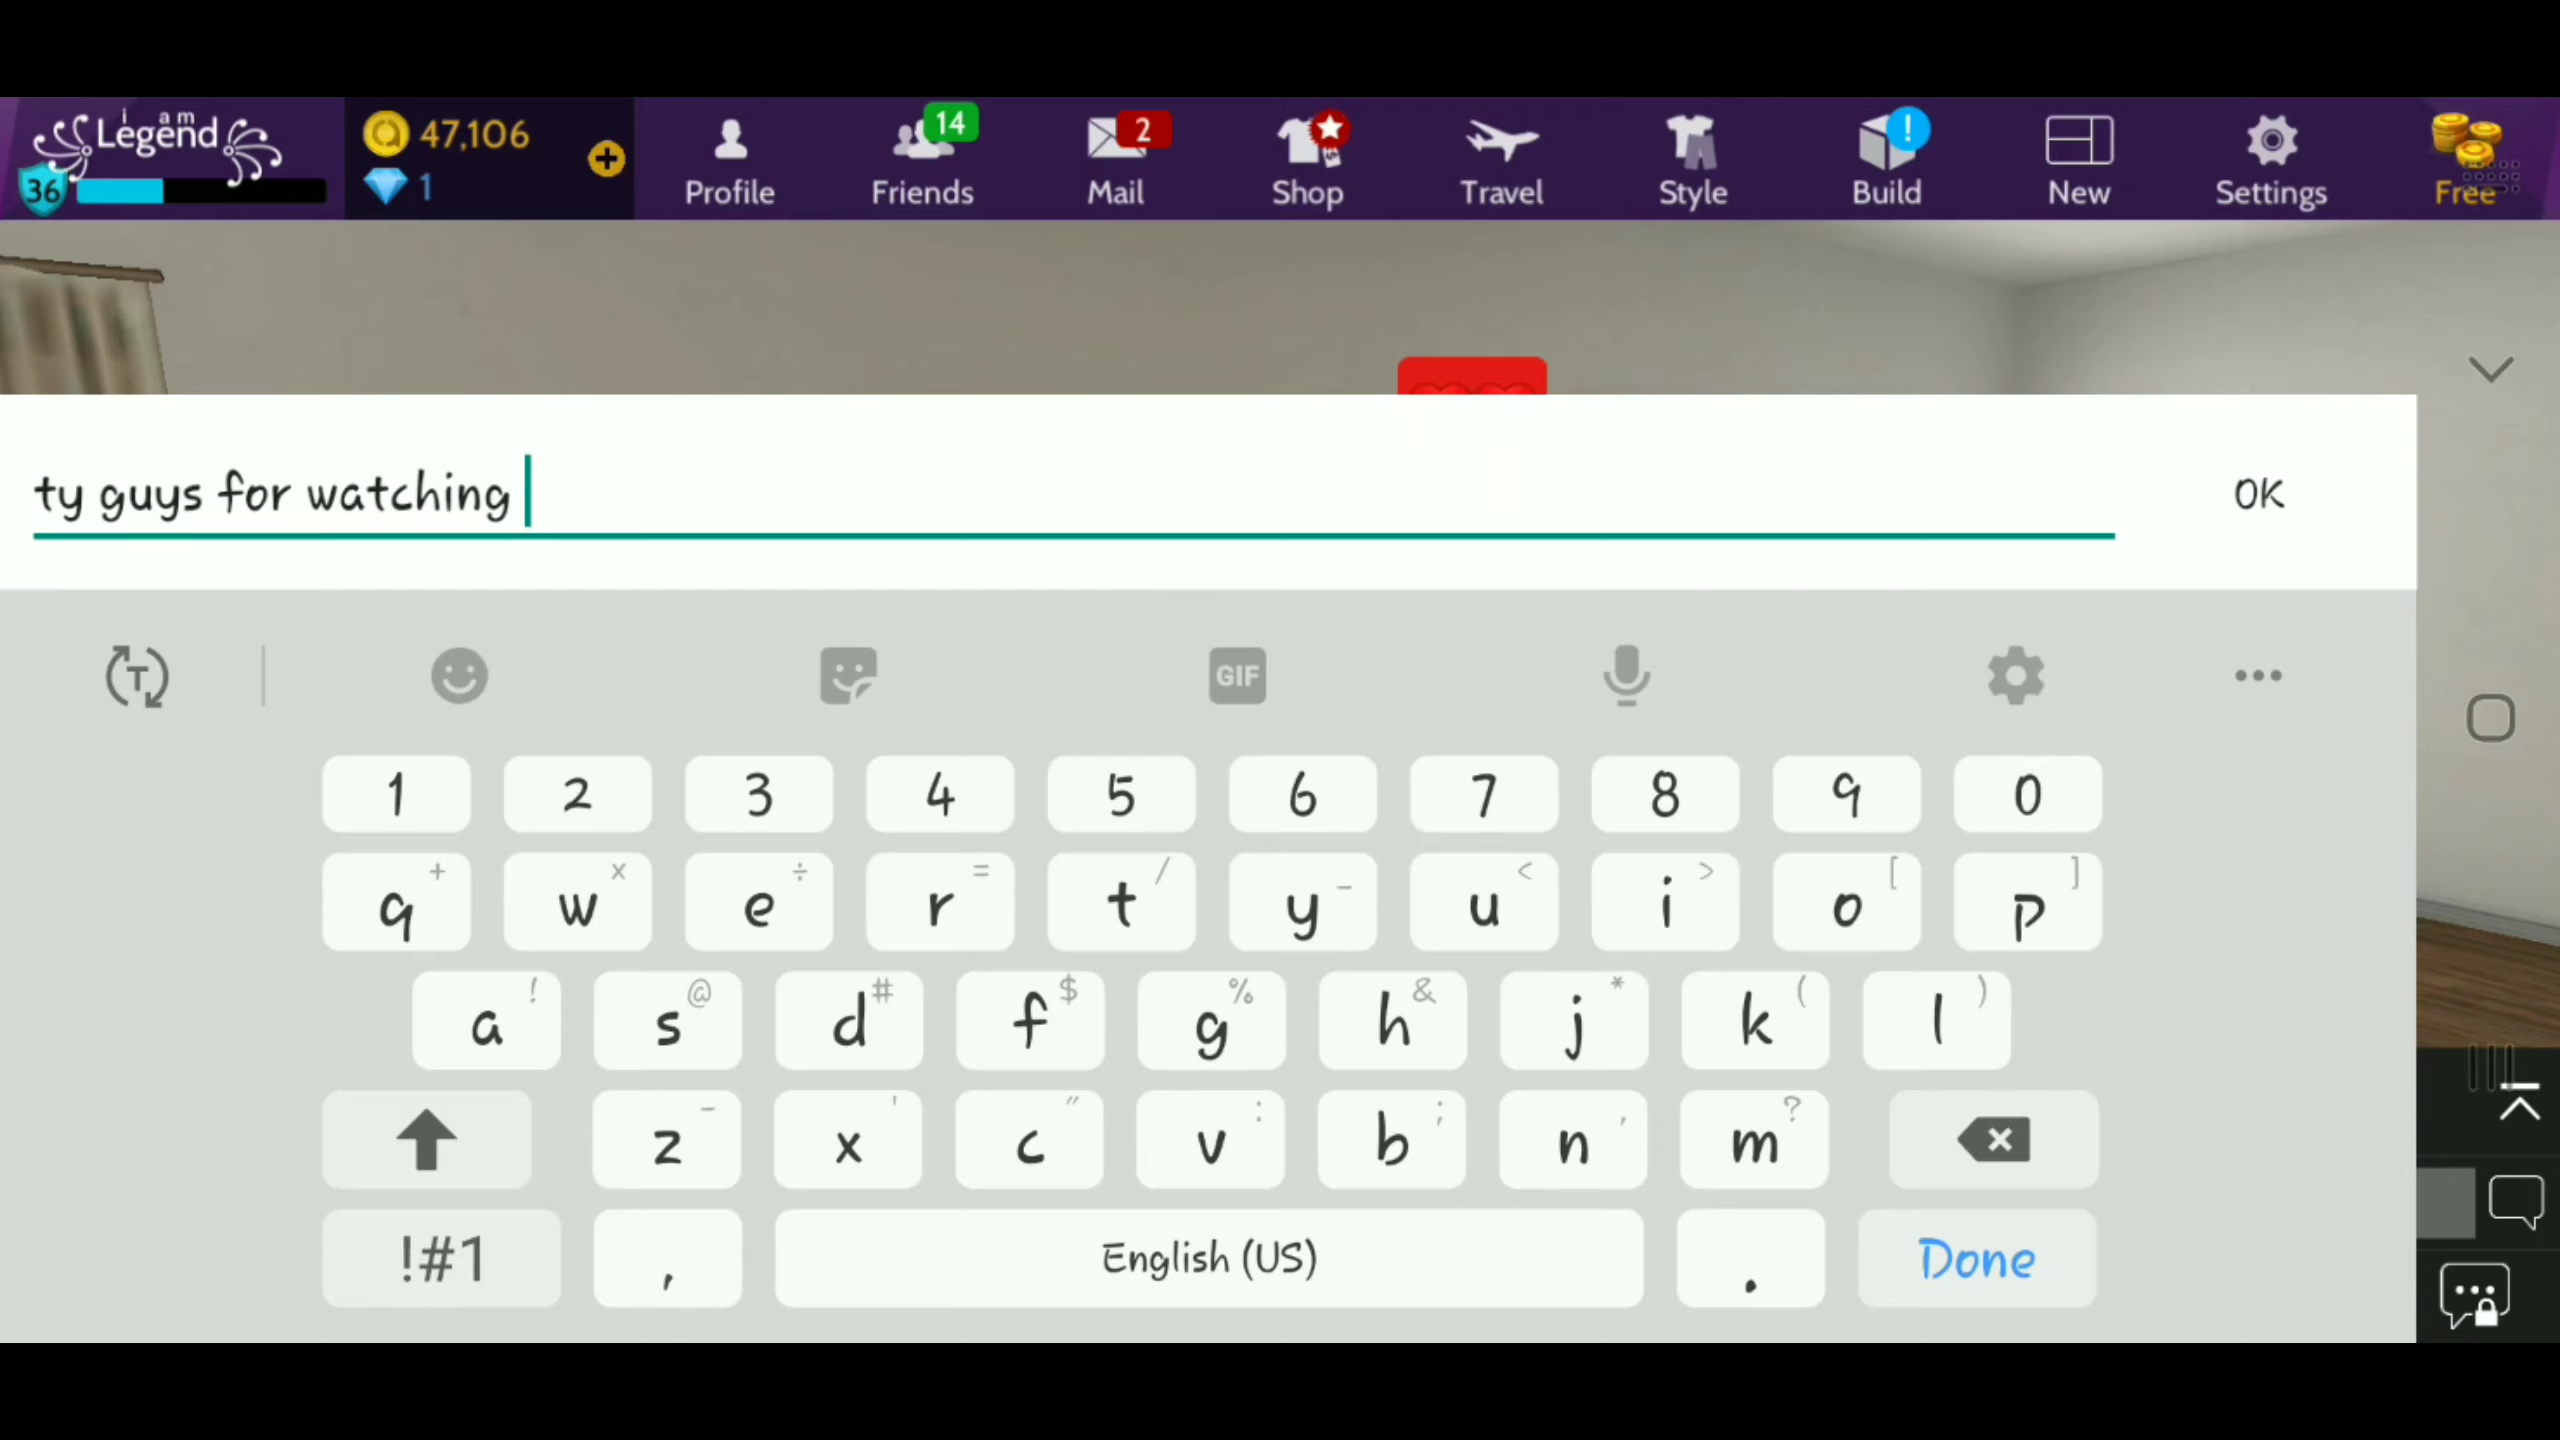 i am
Legend
36
47,106
1
Profile
14
Friends
2
Mail
Shop
Travel
Style
!
Build
New
Settings
Free
ty guys for watching
OK
T
GIF
1 2 3 4 5 6 7 8 9 0
+ x ÷ = / _ < > [ ]
q w e r t y u i o p
! @ # $ % & * ( )
a s d f g h j k l
- ' " : ; , ?
z x c v b n m
!#1 , English (US) . Done